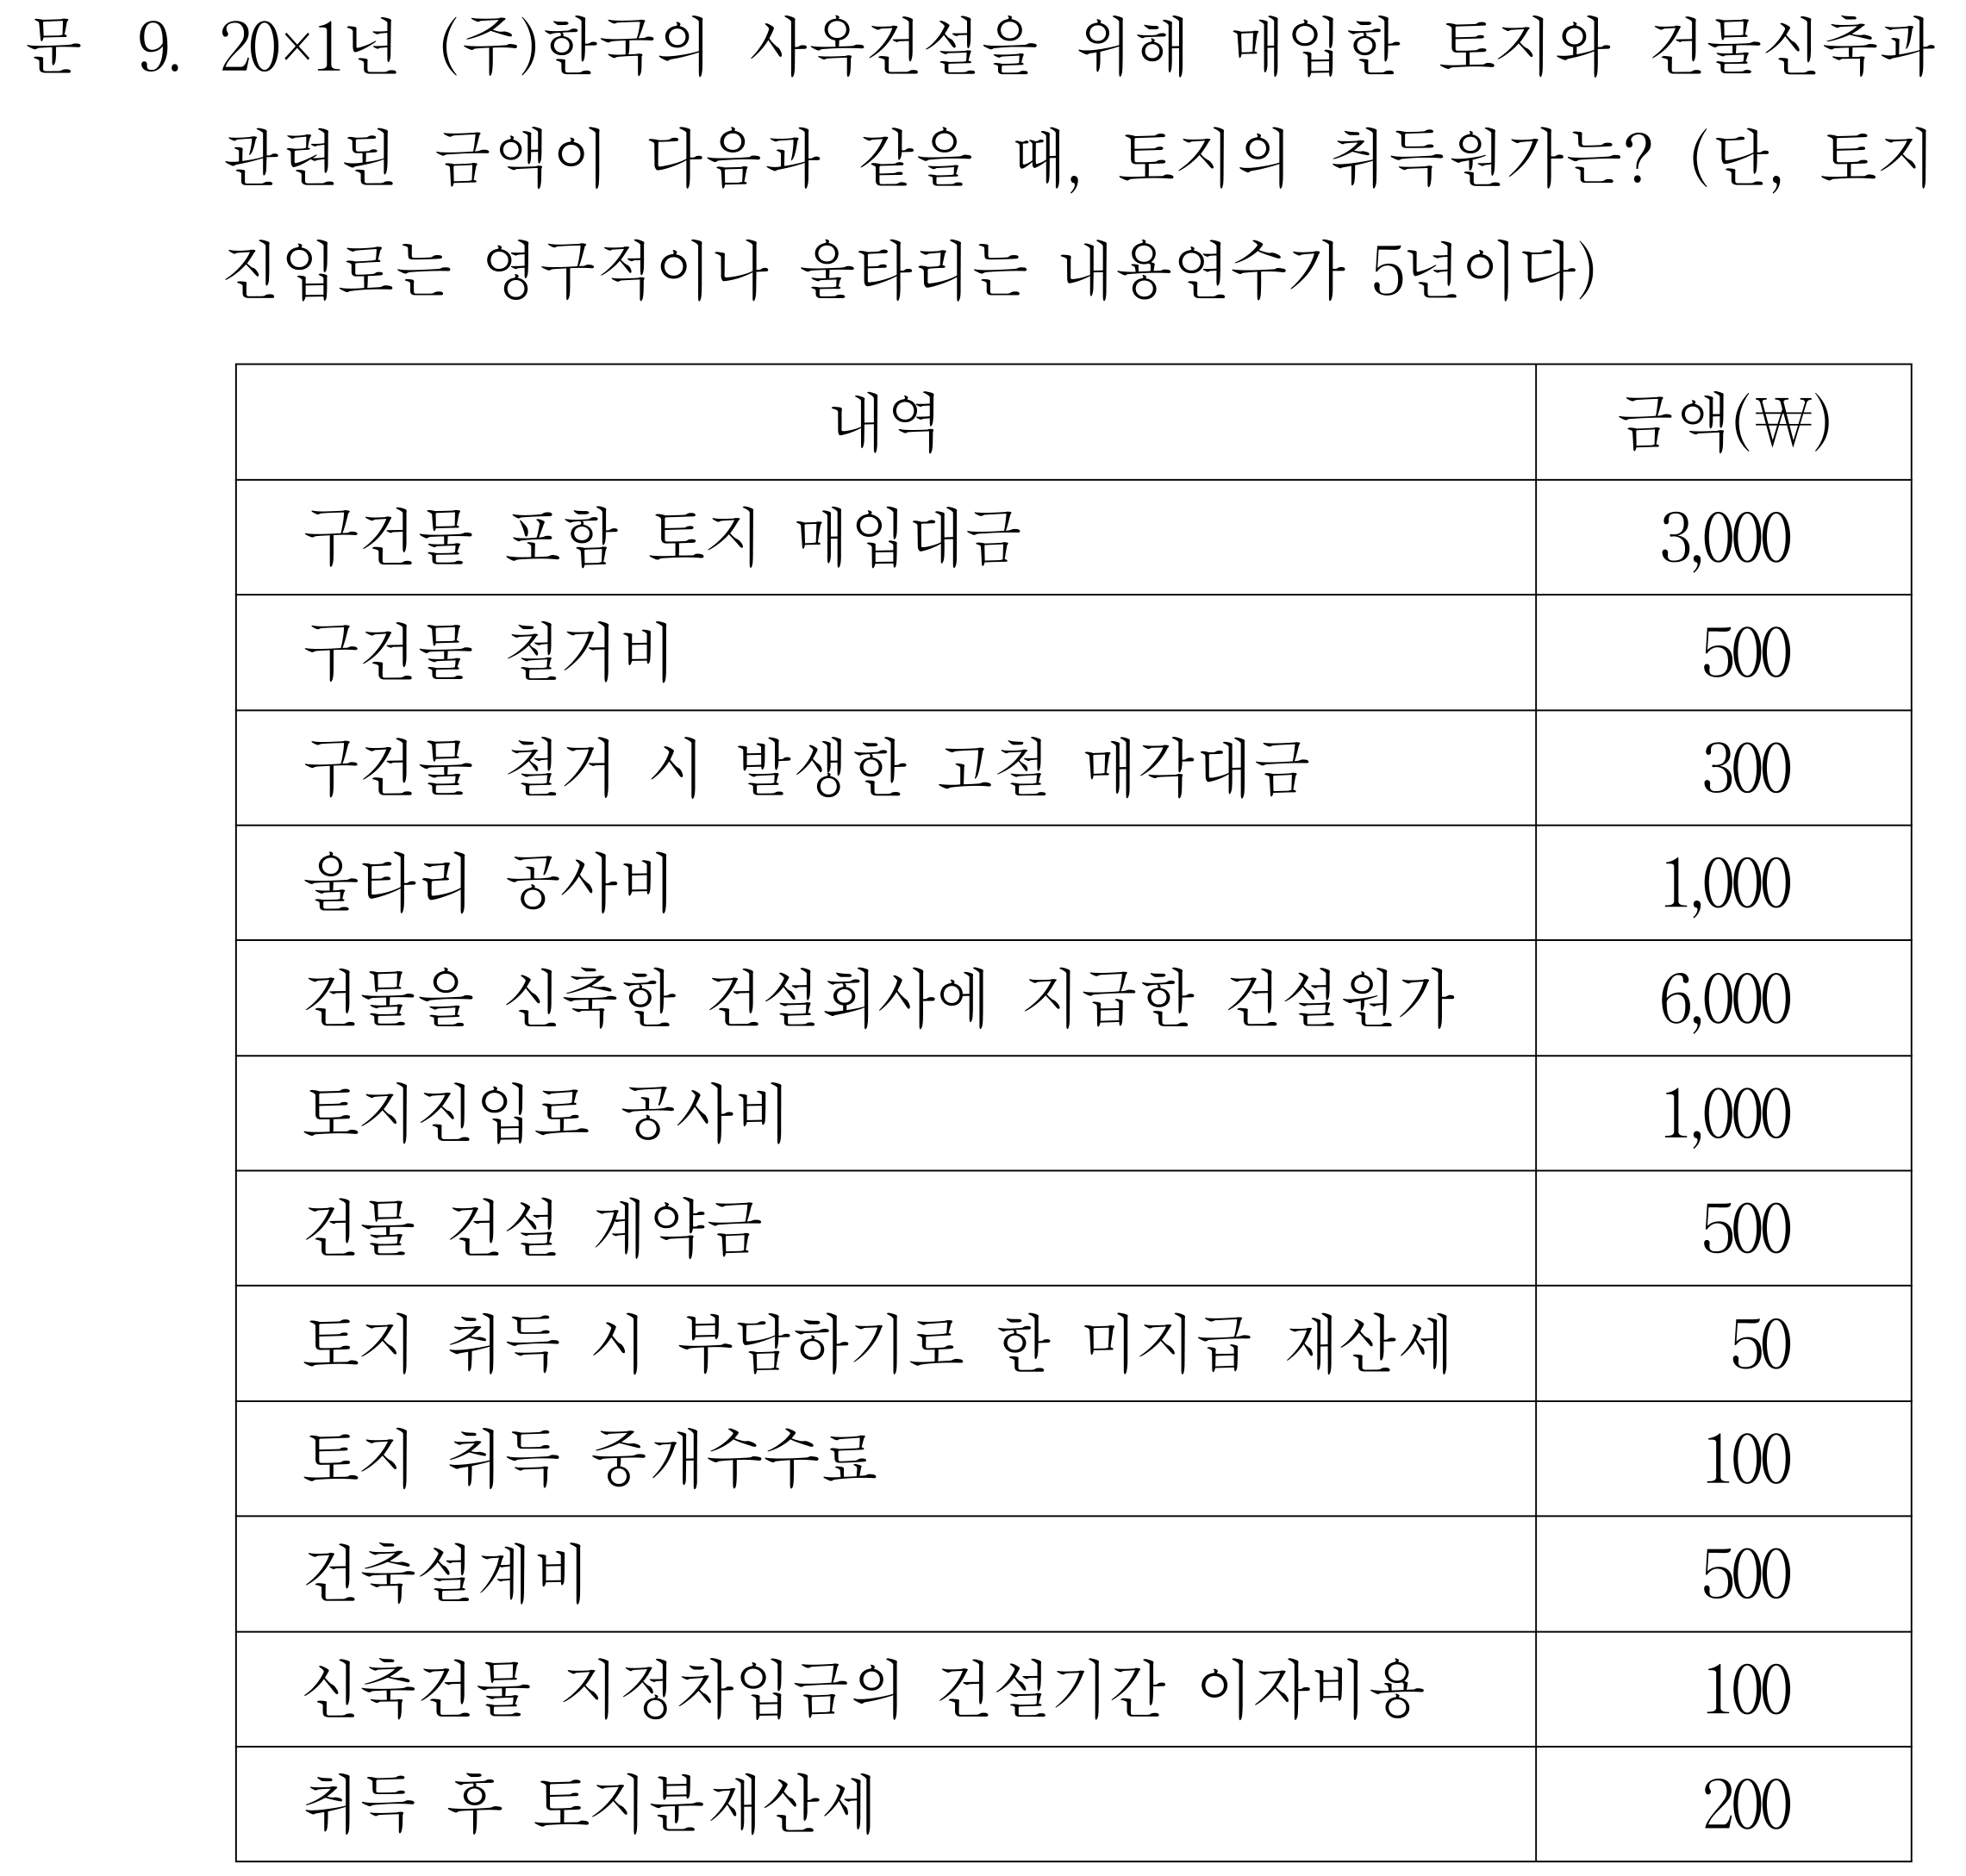 문 9. 20×1년 (주)한국의 사옥건설을 위해 매입한 토지와 건물신축과
관련된 금액이 다음과 같을 때, 토지의 취득원가는? (단, 토지
진입로는 영구적이나 울타리는 내용연수가 5년이다)
내역 금액(₩)
구건물 포함 토지 매입대금 3,000
구건물 철거비 500
구건물 철거 시 발생한 고철 매각대금 300
울타리 공사비 1,000
건물을 신축한 건설회사에 지급한 건설원가 6,000
토지진입로 공사비 1,000
건물 건설 계약금 500
토지 취득 시 부담하기로 한 미지급 재산세 50
토지 취득 중개수수료 100
건축설계비 500
신축건물 지정차입금의 건설기간 이자비용 100
취득 후 토지분재산세 200